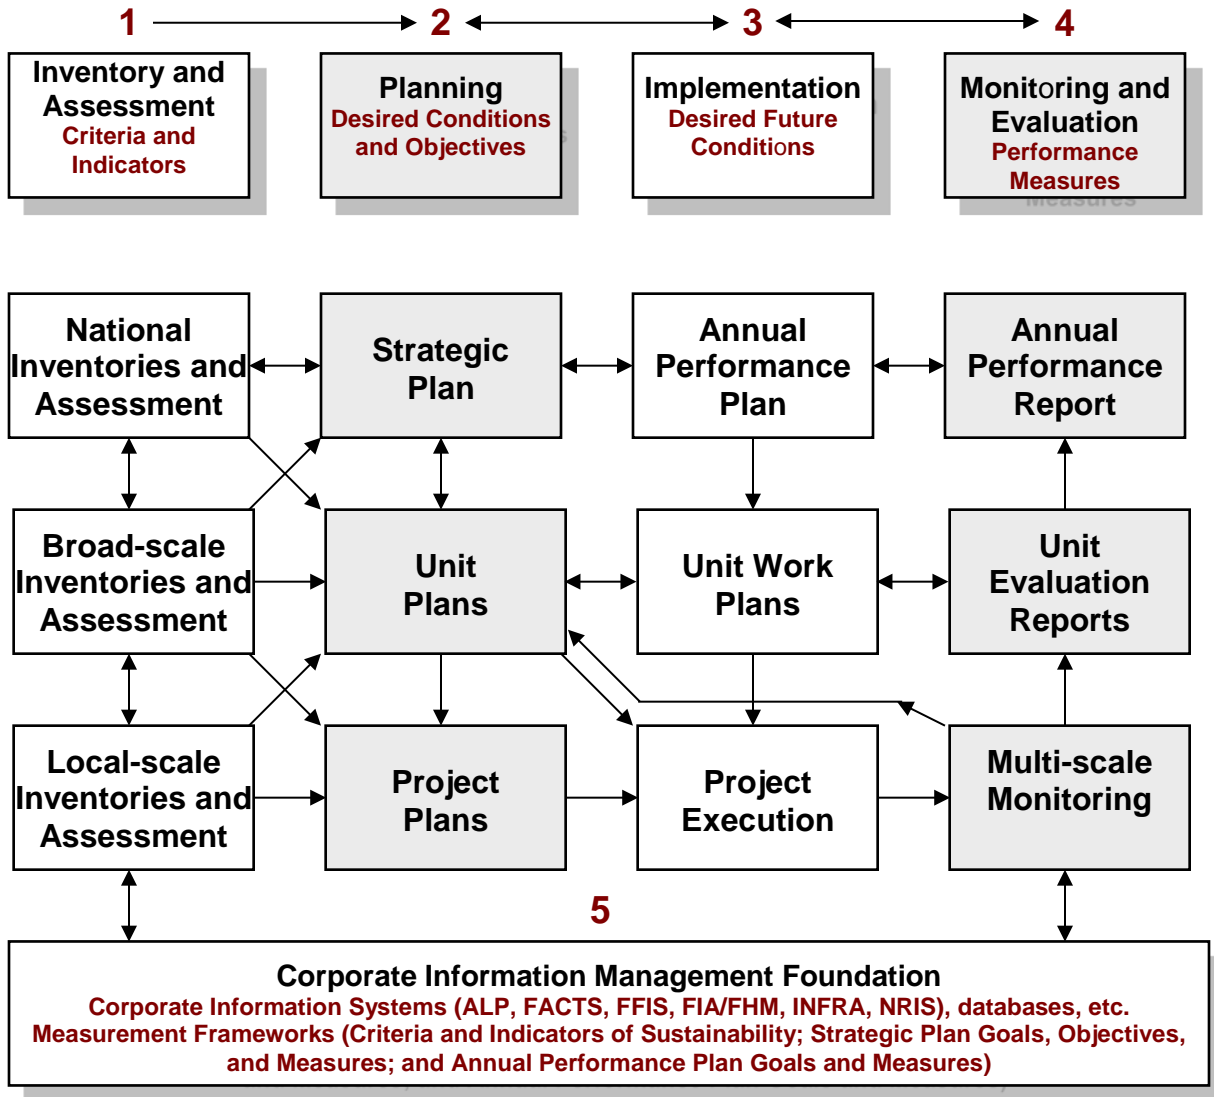 1
2
3
4
Inventory and
Assessment
Criteria and
Indicators
Planning
Desired Conditions
and Objectives
Implementation
Desired Future
Conditions
Monitoring and
Evaluation
Performance
Measures
National
Inventories and
Assessment
Strategic
Plan
Annual
Performance
Plan
Annual
Performance
Report
Broad-scale
Inventories and
Assessment
Unit
Plans
Unit Work
Plans
Unit
Evaluation
Reports
Local-scale
Inventories and
Assessment
Project
Plans
Project
Execution
Multi-scale
Monitoring
5
Corporate Information Management Foundation
Corporate Information Systems (ALP, FACTS, FFIS, FIA/FHM, INFRA, NRIS), databases, etc.
Measurement Frameworks (Criteria and Indicators of Sustainability; Strategic Plan Goals, Objectives,
and Measures; and Annual Performance Plan Goals and Measures)